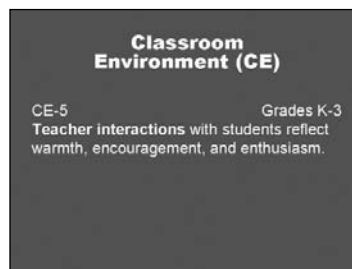 Classroom
Environment (CE)
CE-5 Grades K-3
Teacher interactions with students reflect
warmth, encouragement, and enthusiasm.